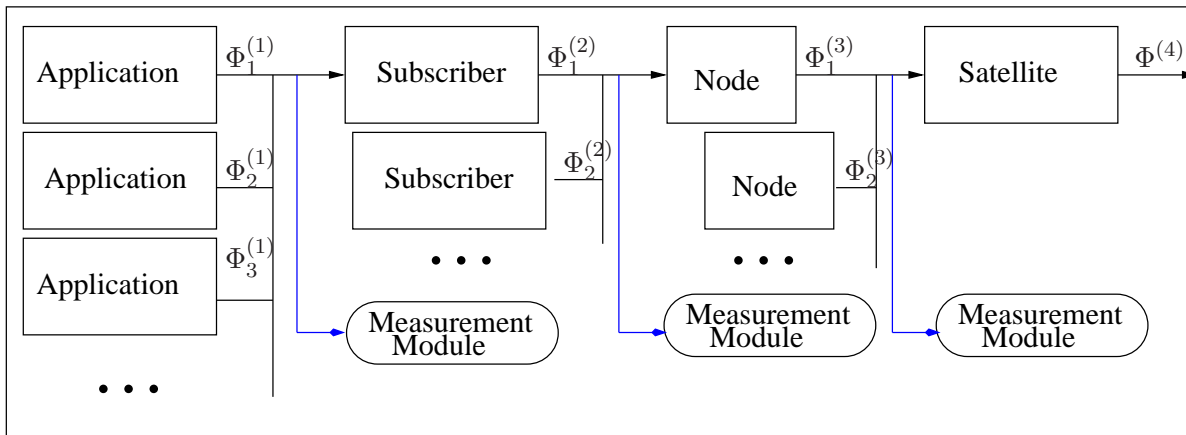 Application
Φ₁⁽¹⁾
Subscriber
Φ₁⁽²⁾
Node
Φ₁⁽³⁾
Satellite
Φ⁽⁴⁾
Application
Φ₂⁽¹⁾
Subscriber
Φ₂⁽²⁾
Node
Φ₂⁽³⁾
Application
Φ₃⁽¹⁾
• • •
• • •
Measurement
Module
Measurement
Module
Measurement
Module
• • •